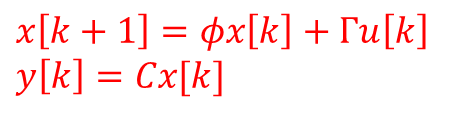 x[k + 1] = ϕx[k] + Γu[k]
y[k] = Cx[k]